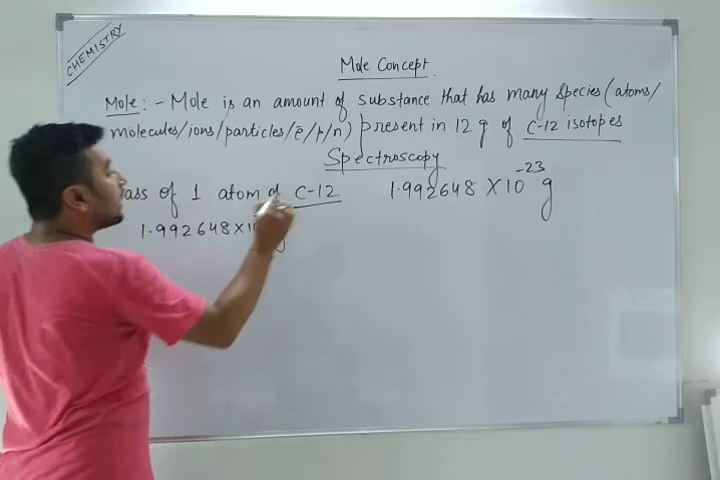 CHEMISTRY
Mole Concept.
Mole: - Mole is an amount of substance that has many species (atoms/
molecules/ions/particles/e̅/p/n) present in 12 g of C-12 isotopes
Spectroscopy
ass of 1 atom of C-12 1.992648 X 10⁻²³ g
1.992648 X 1